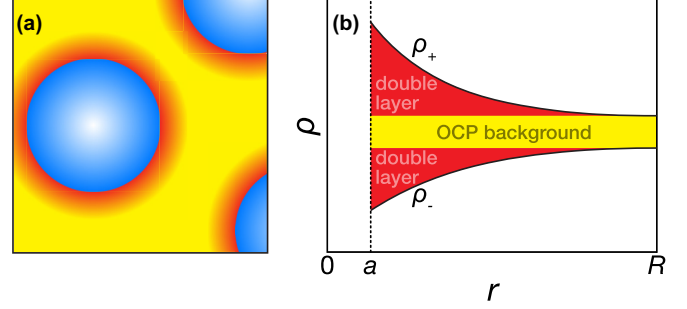 (a)
(b)
ρ+
double
layer
ρ
OCP background
double
layer
ρ-
0
a
R
r